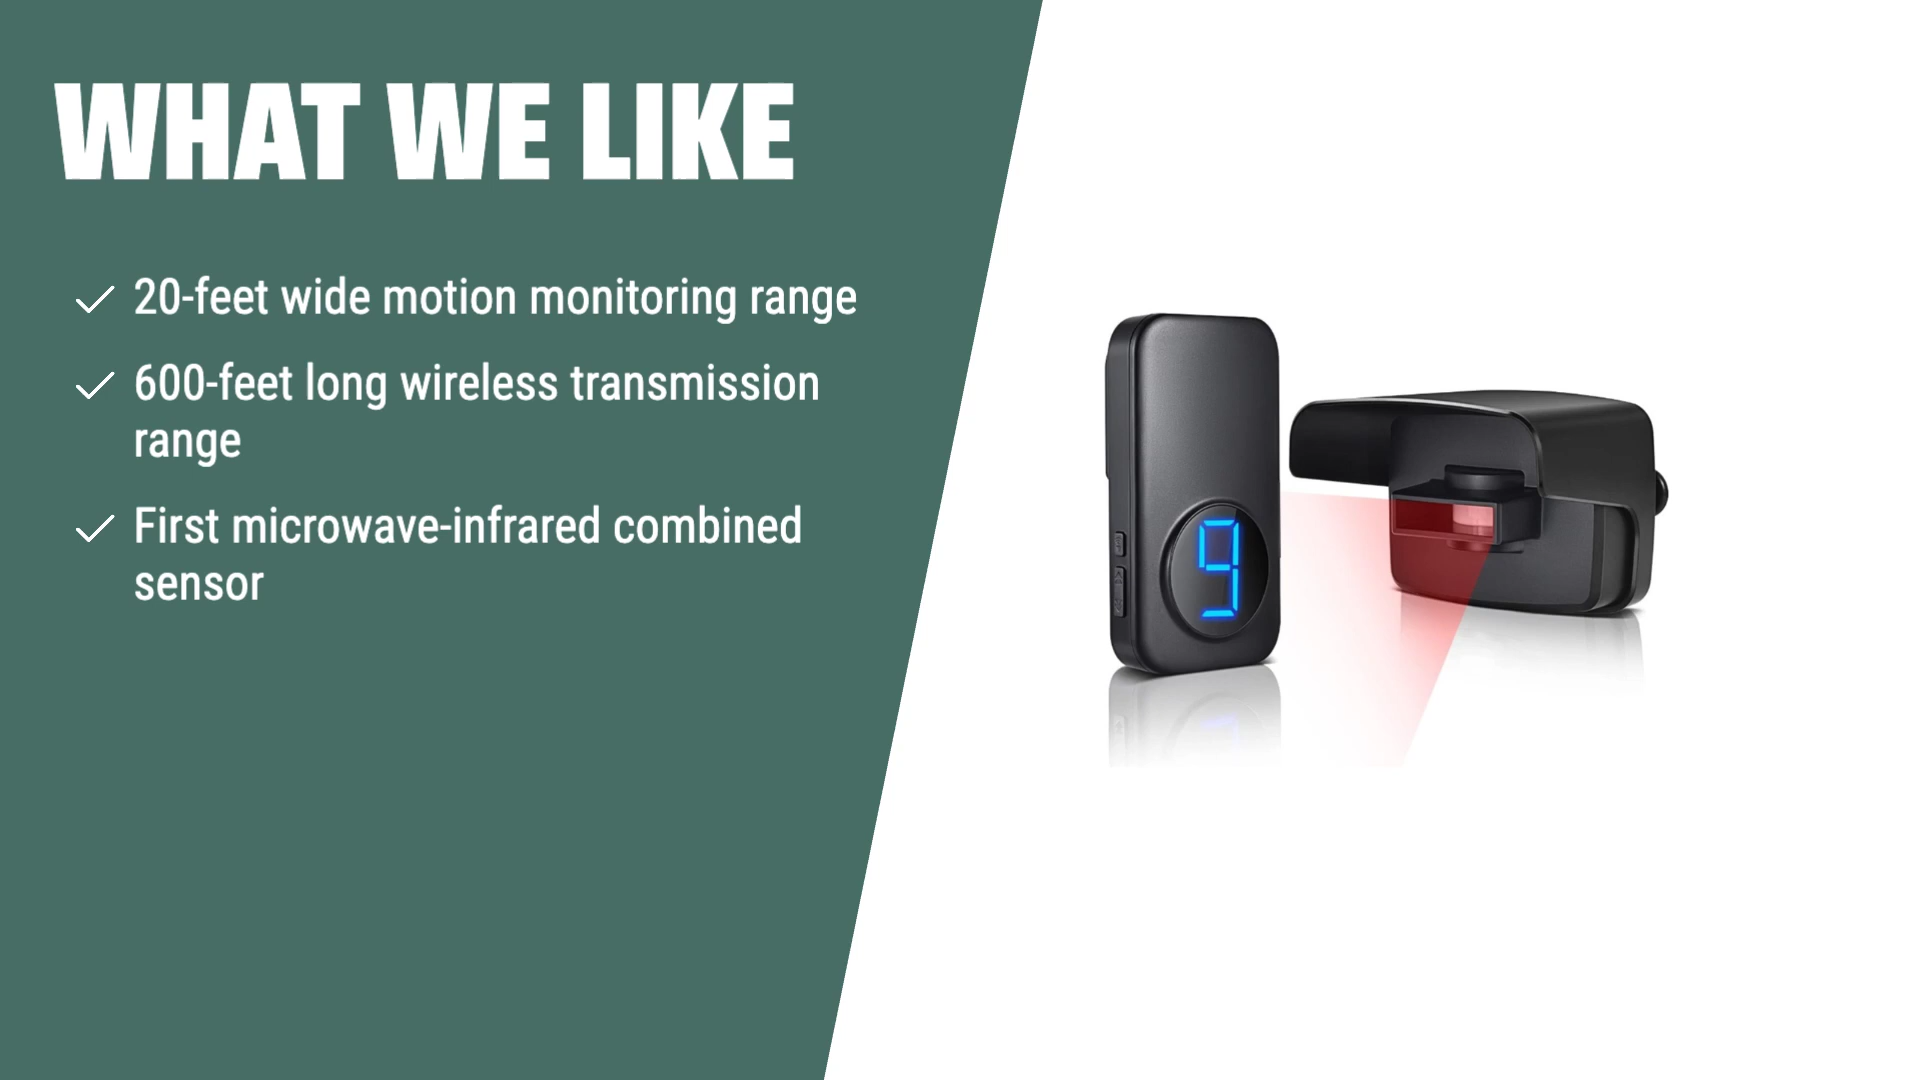 WHAT WE LIKE
20-feet wide motion monitoring range
600-feet long wireless transmission
range
First microwave-infrared combined
sensor
9